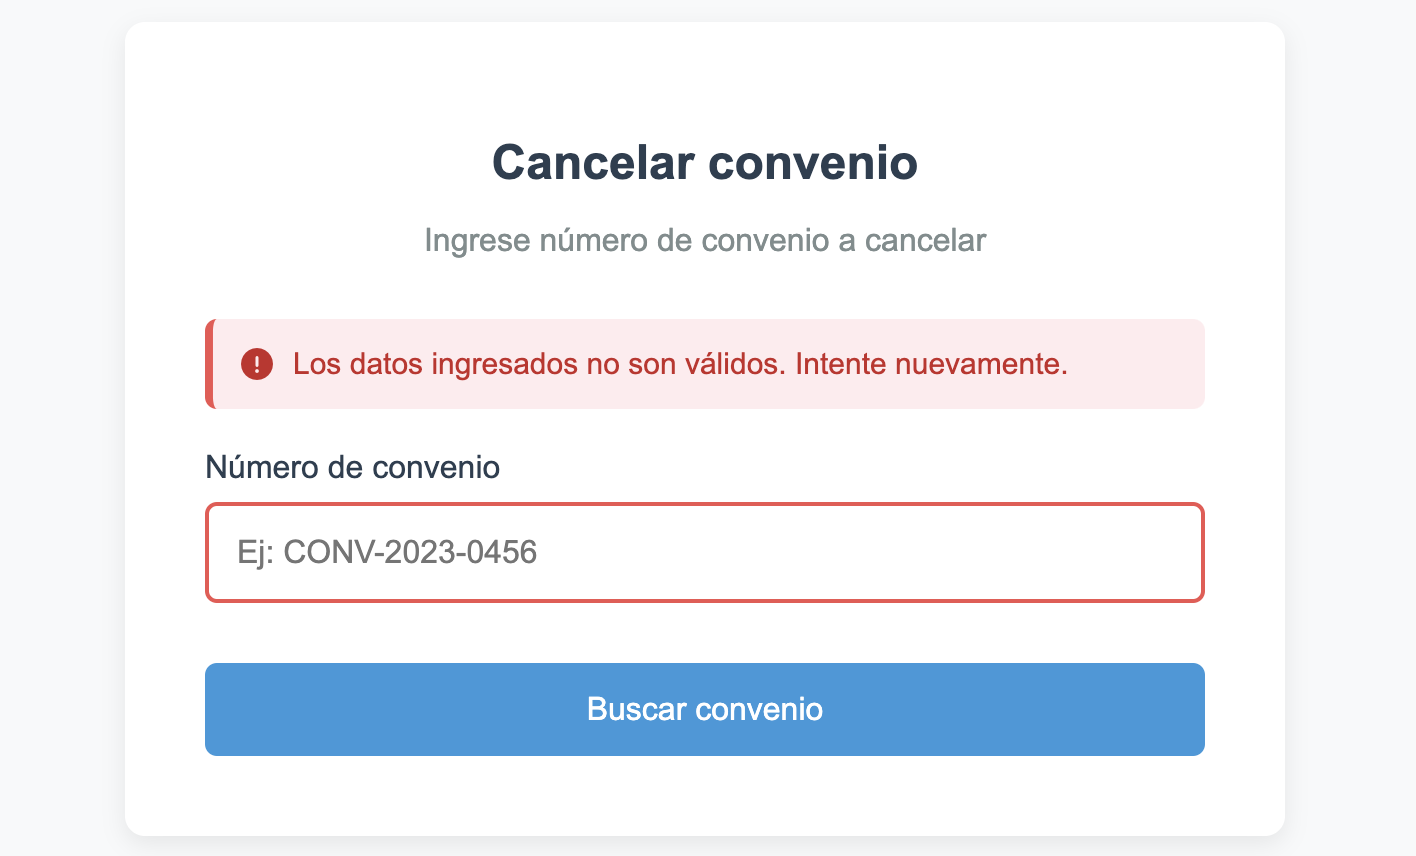 Cancelar convenio
Ingrese número de convenio a cancelar
Los datos ingresados no son válidos. Intente nuevamente.
Número de convenio
Ej: CONV-2023-0456
Buscar convenio